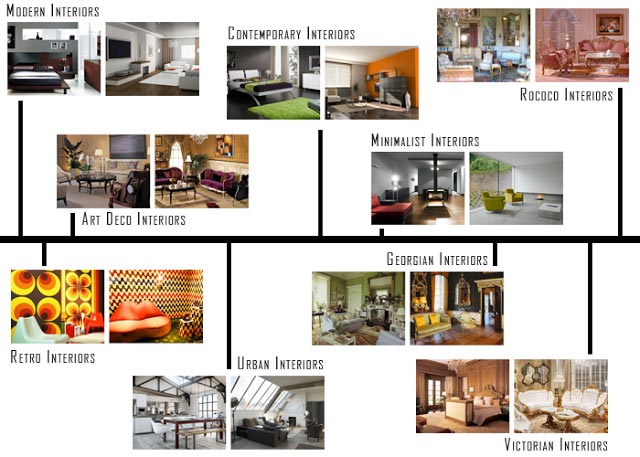 Modern Interiors
Contemporary Interiors
Rococo Interiors
Minimalist Interiors
Art Deco Interiors
Georgian Interiors
Retro Interiors
Urban Interiors
Victorian Interiors